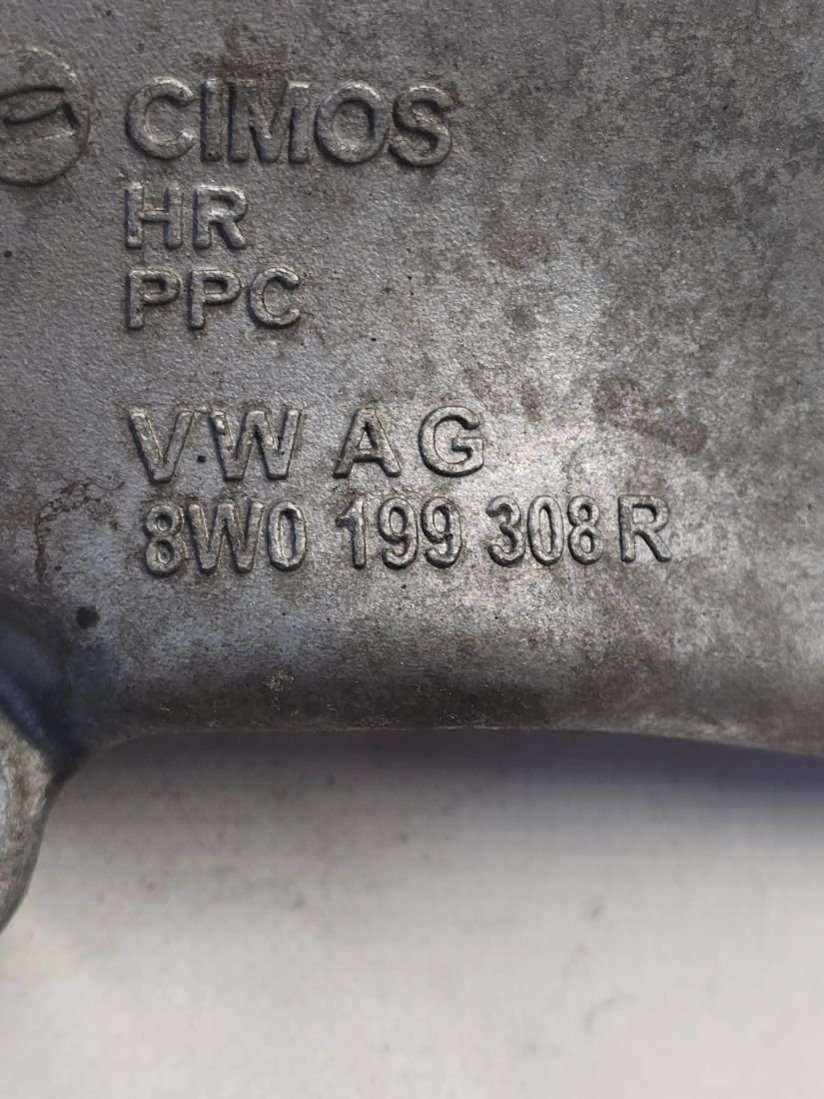 CIMOS
HR
PPC
VW AG
8W0 199 308 R